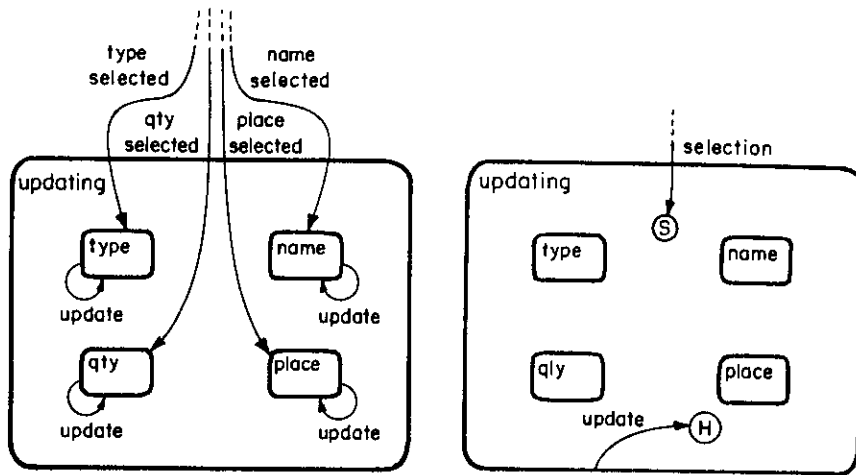 type
selected
name
selected
qty
selected
place
selected
updating
type
name
update
update
qty
place
update
update
selection
updating
S
type
name
qly
place
update
H